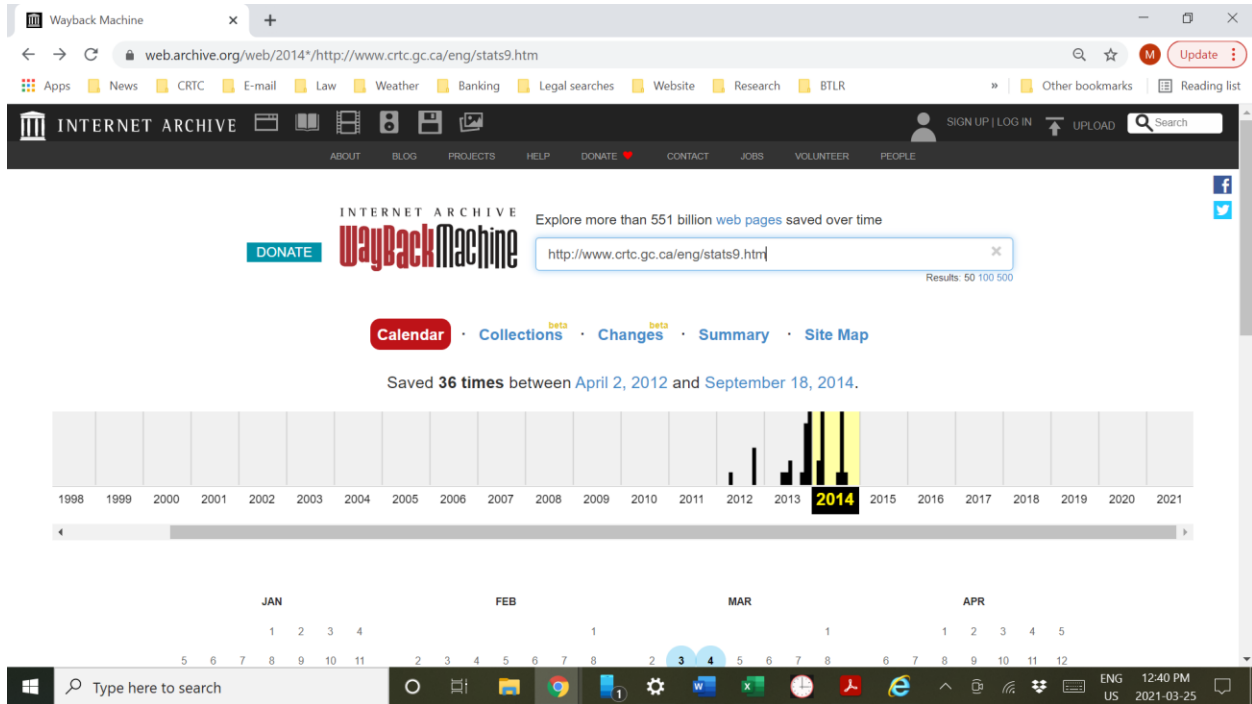 Wayback Machine
web.archive.org/web/2014*/http://www.crtc.gc.ca/eng/stats9.htm
M Update
Apps News CRTC E-mail Law Weather Banking Legal searches Website Research BTLR » Other bookmarks Reading list
INTERNET ARCHIVE SIGN UP | LOG IN UPLOAD Search
ABOUT BLOG PROJECTS HELP DONATE CONTACT JOBS VOLUNTEER PEOPLE
f
INTERNET ARCHIVE
Explore more than 551 billion web pages saved over time
DONATE WayBackMachine
http://www.crtc.gc.ca/eng/stats9.htm
Results: 50 100 500
Calendar · Collections beta · Changes beta · Summary · Site Map
Saved 36 times between April 2, 2012 and September 18, 2014.
1998 1999 2000 2001 2002 2003 2004 2005 2006 2007 2008 2009 2010 2011 2012 2013 2014 2015 2016 2017 2018 2019 2020 2021
JAN FEB MAR APR
1 2 3 4 1 1 1 2 3 4 5
5 6 7 8 9 10 11 2 3 4 5 6 7 8 2 3 4 5 6 7 8 6 7 8 9 10 11 12
Type here to search 1 ENG 12:40 PM
US 2021-03-25